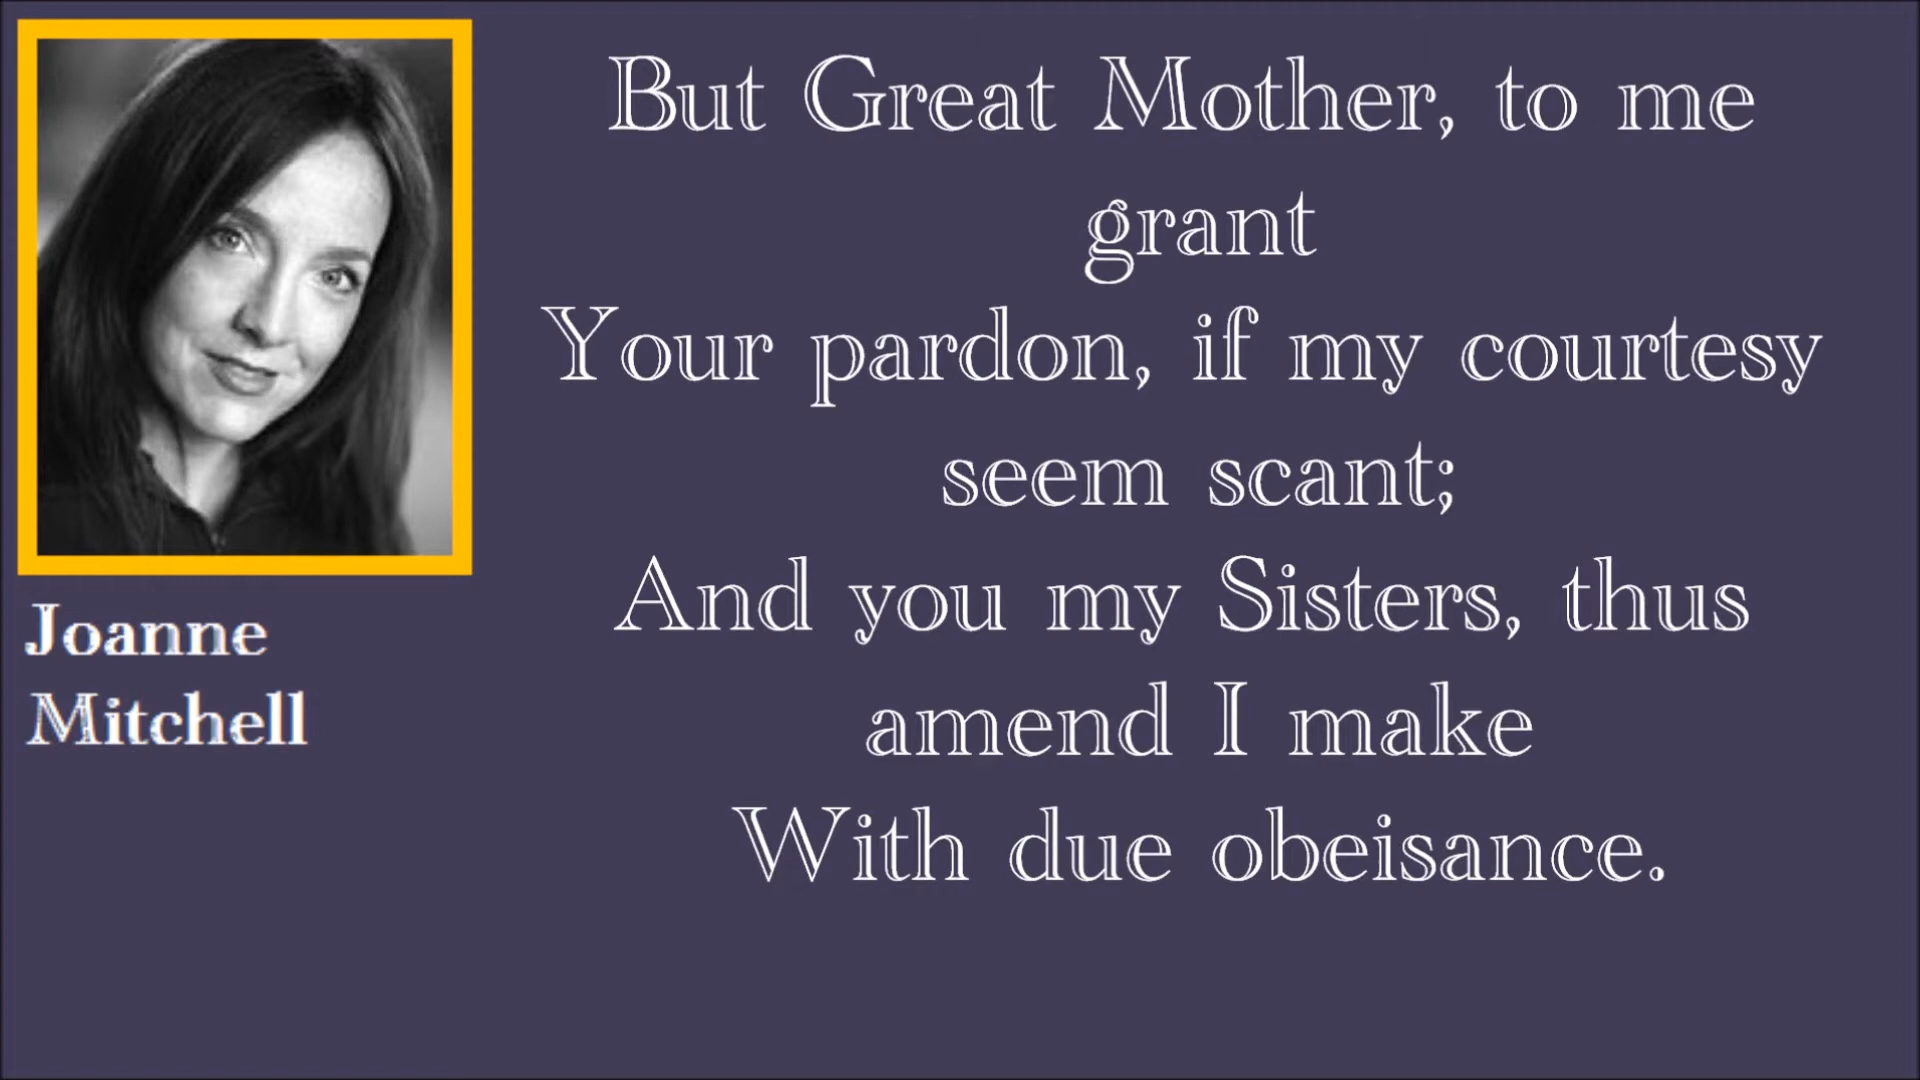 But Great Mother, to me
grant
Your pardon, if my courtesy
seem scant;
And you my Sisters, thus
amend I make
With due obeisance.
Joanne
Mitchell